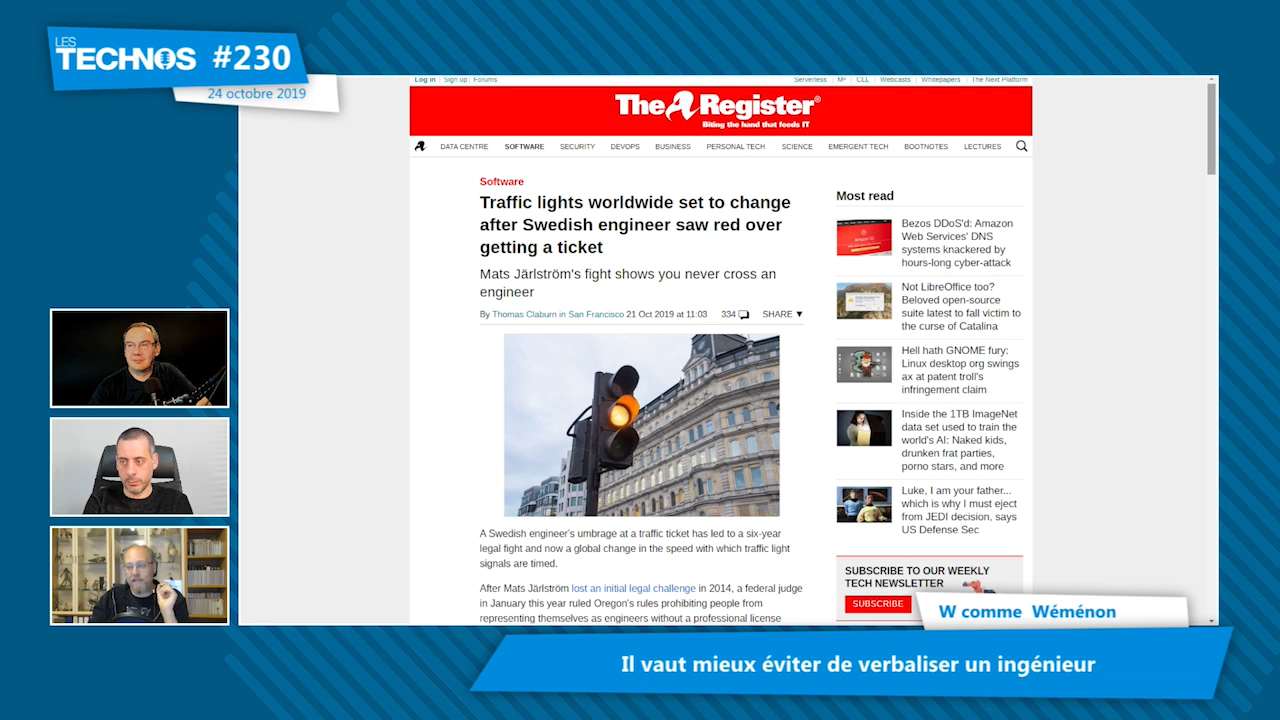 LES
TECHNOS #230
24 octobre 2019
Log in | Sign up | Forums
Serverless | M³ | CLL | Webcasts | Whitepapers | The Next Platform
The Register®
Biting the hand that feeds IT
DATA CENTRE SOFTWARE SECURITY DEVOPS BUSINESS PERSONAL TECH SCIENCE EMERGENT TECH BOOTNOTES LECTURES
Software
Traffic lights worldwide set to change
after Swedish engineer saw red over
getting a ticket
Mats Järlström's fight shows you never cross an
engineer
By Thomas Claburn in San Francisco 21 Oct 2019 at 11:03 334 SHARE ▼
A Swedish engineer's umbrage at a traffic ticket has led to a six-year
legal fight and now a global change in the speed with which traffic light
signals are timed.
After Mats Järlström lost an initial legal challenge in 2014, a federal judge
in January this year ruled Oregon's rules prohibiting people from
representing themselves as engineers without a professional license
Most read
Bezos DDoS'd: Amazon
Web Services' DNS
systems knackered by
hours-long cyber-attack
Not LibreOffice too?
Beloved open-source
suite latest to fall victim to
the curse of Catalina
Hell hath GNOME fury:
Linux desktop org swings
ax at patent troll's
infringement claim
Inside the 1TB ImageNet
data set used to train the
world's AI: Naked kids,
drunken frat parties,
porno stars, and more
Luke, I am your father...
which is why I must eject
from JEDI decision, says
US Defense Sec
SUBSCRIBE TO OUR WEEKLY
TECH NEWSLETTER
SUBSCRIBE
W comme Wéménon
Il vaut mieux éviter de verbaliser un ingénieur